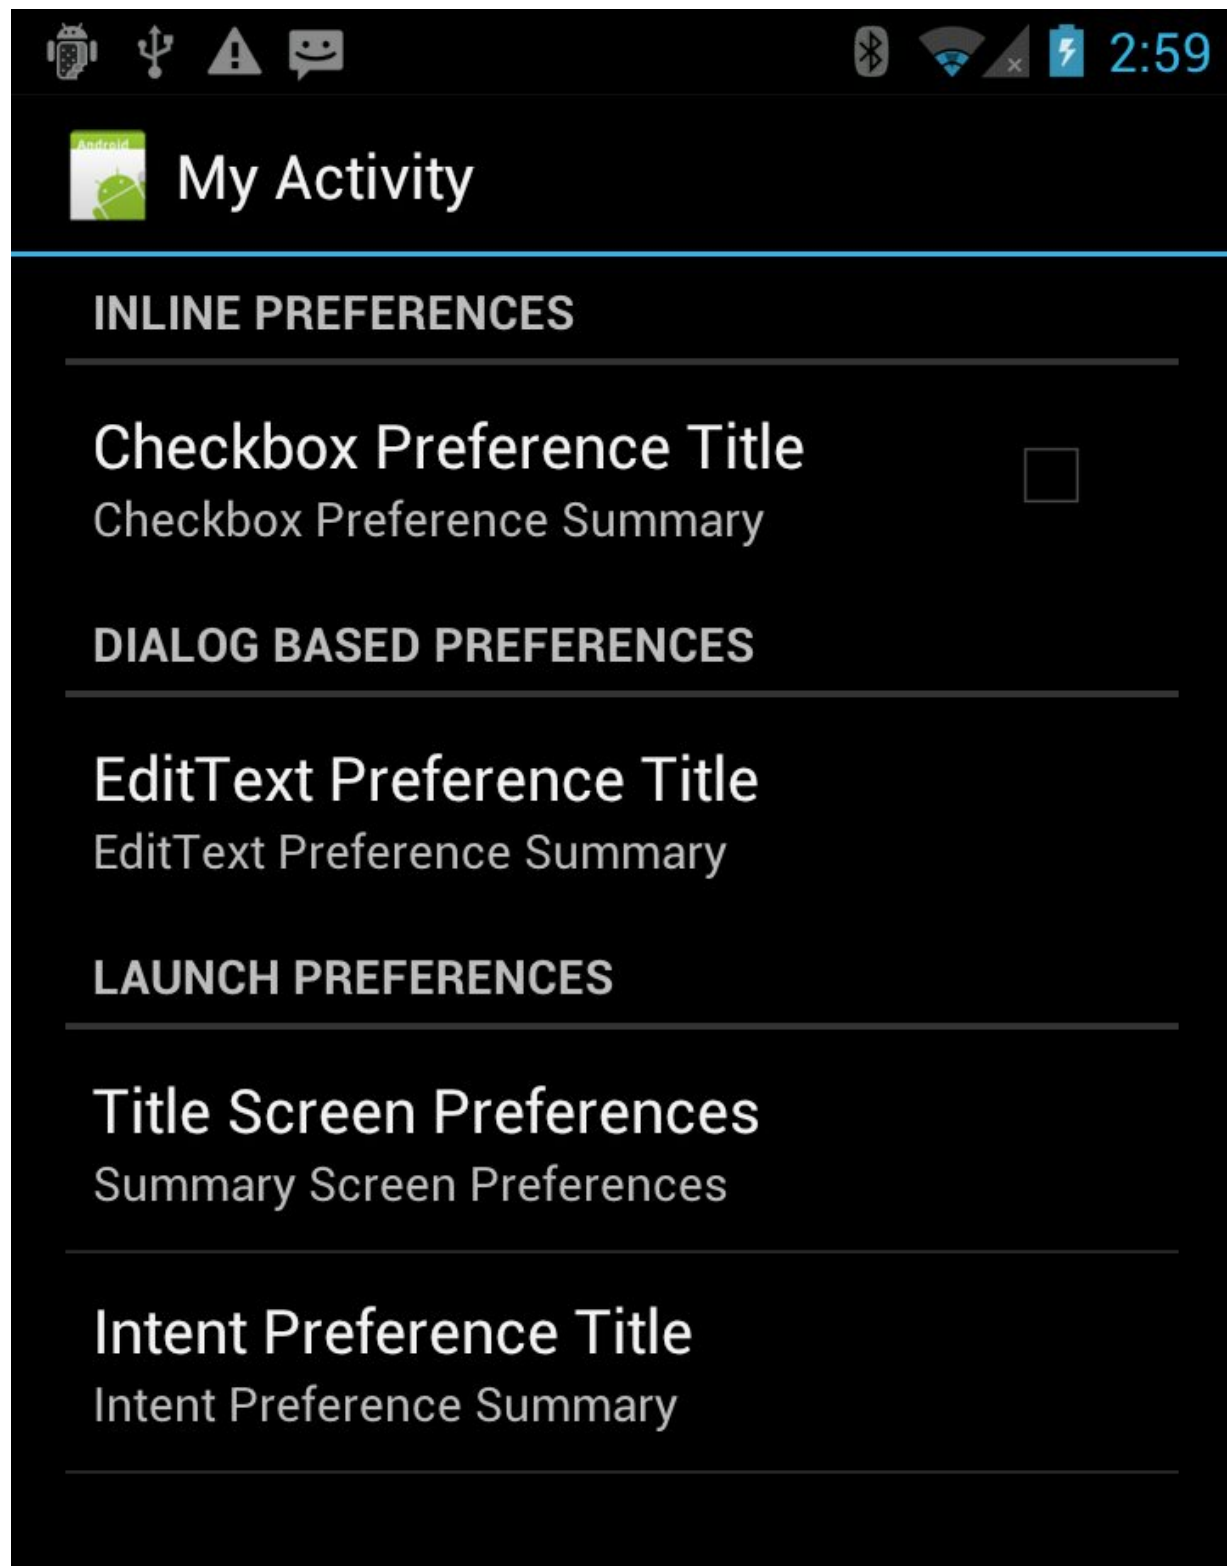 2:59
Android
My Activity
INLINE PREFERENCES
Checkbox Preference Title
Checkbox Preference Summary
DIALOG BASED PREFERENCES
EditText Preference Title
EditText Preference Summary
LAUNCH PREFERENCES
Title Screen Preferences
Summary Screen Preferences
Intent Preference Title
Intent Preference Summary